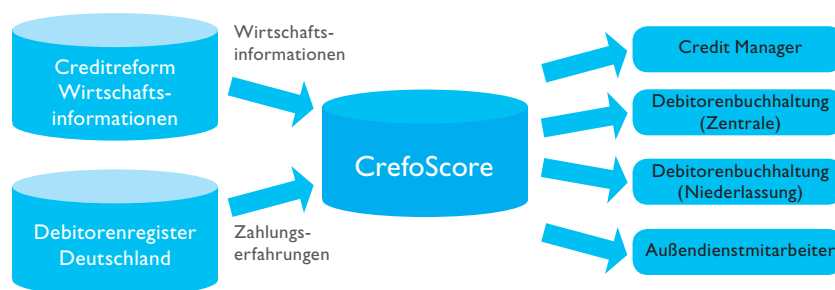 Creditreform
Wirtschafts-
informationen
Wirtschafts-
informationen
Debitorenregister
Deutschland
Zahlungs-
erfahrungen
CrefoScore
Credit Manager
Debitorenbuchhaltung
(Zentrale)
Debitorenbuchhaltung
(Niederlassung)
Außendienstmitarbeiter